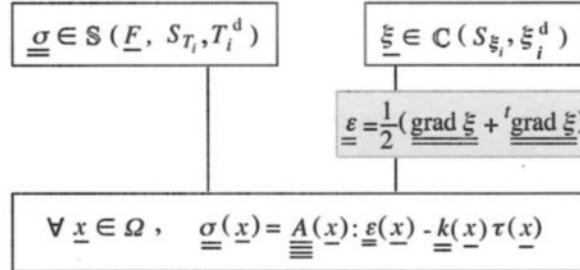 σ ∈ 𝕊 (F, S_{T_i}, T_i^d)
ξ ∈ ℂ (S_{ξ_i}, ξ_i^d)
ε = 1/2 (grad ξ + ^t grad ξ)
∀ x ∈ Ω , σ(x) = A(x) : ε(x) - k(x) τ(x)